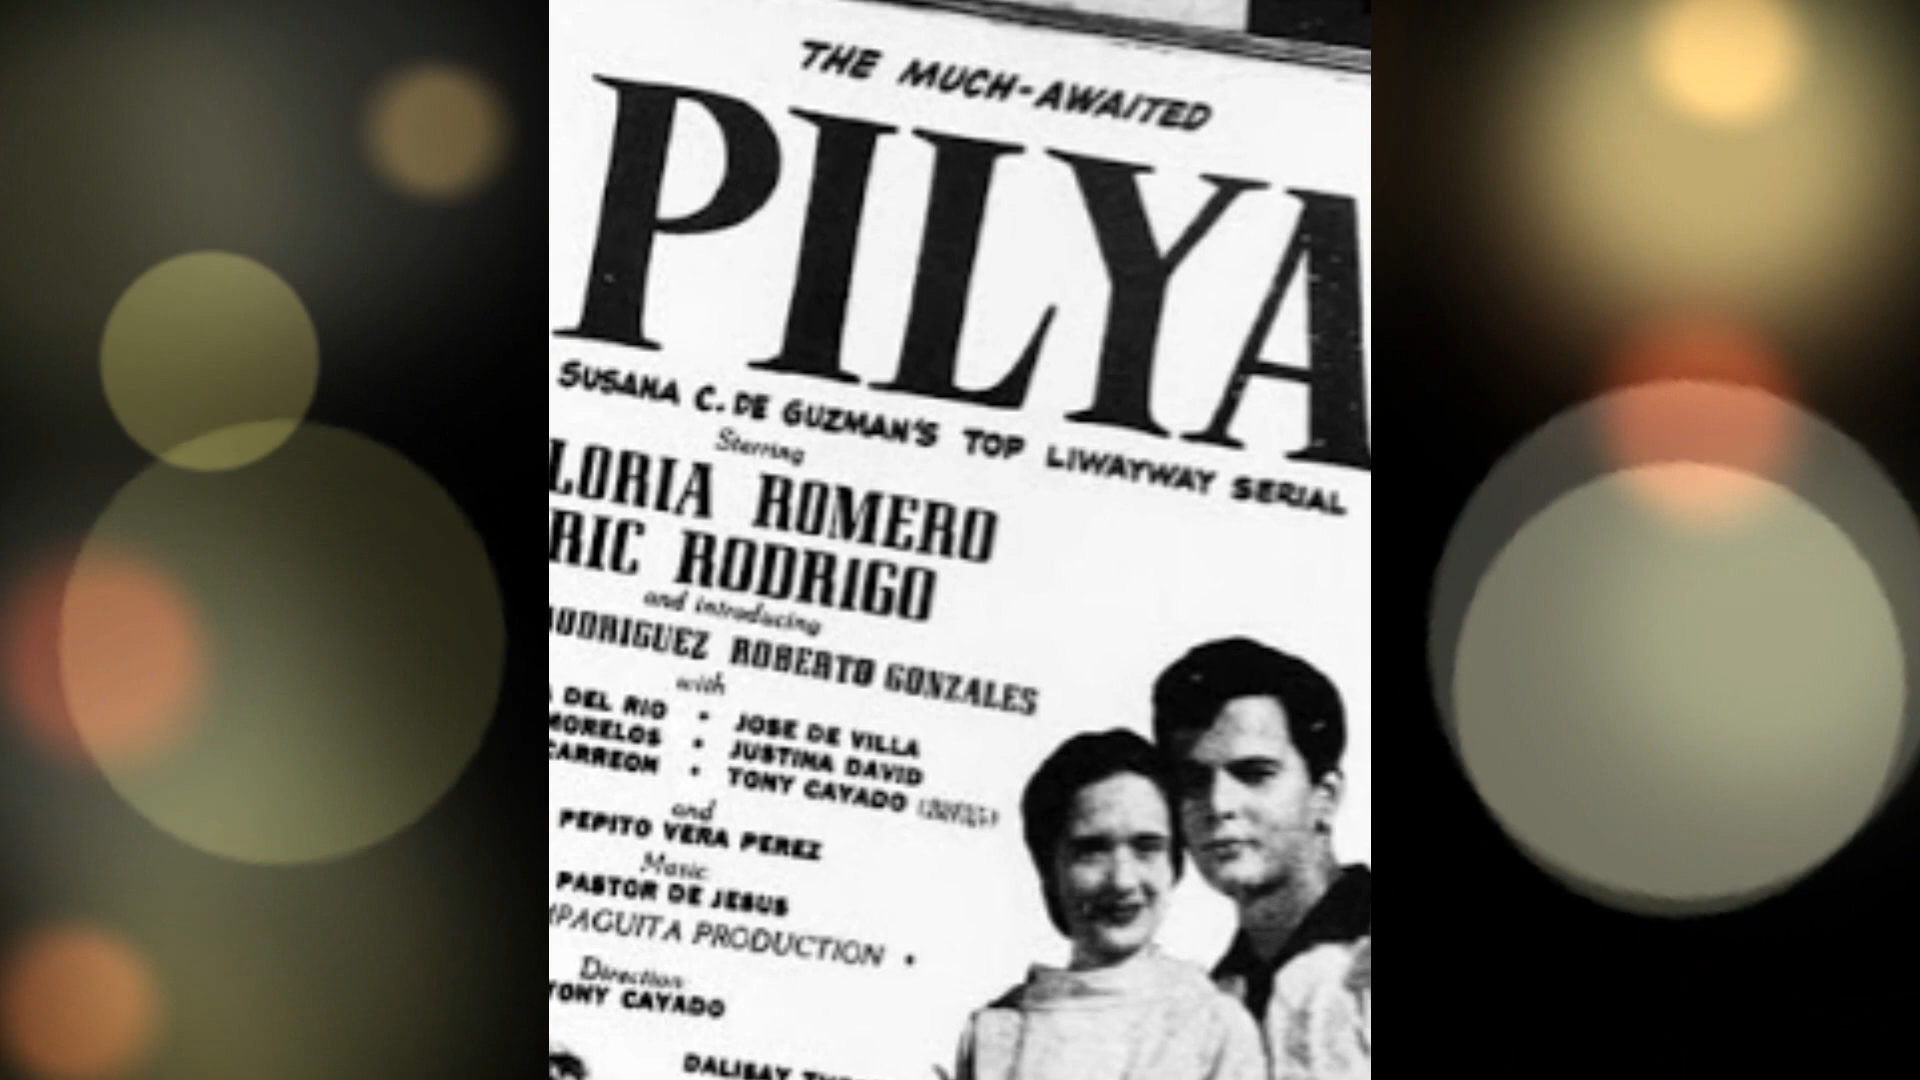 THE MUCH-AWAITED
PILYA
SUSANA C. DE GUZMAN'S TOP LIWAYWAY SERIAL
Starring
LORIA ROMERO
RIC RODRIGO
and introducing
RODRIGUEZ ROBERTO GONZALES
with
DEL RIO • JOSE DE VILLA
MORELOS • JUSTINA DAVID
CARREON • TONY CAYADO
and
PEPITO VERA PEREZ
Music
PASTOR DE JESUS
MPAGUITA PRODUCTION •
Direction
TONY CAYADO
DALISAY